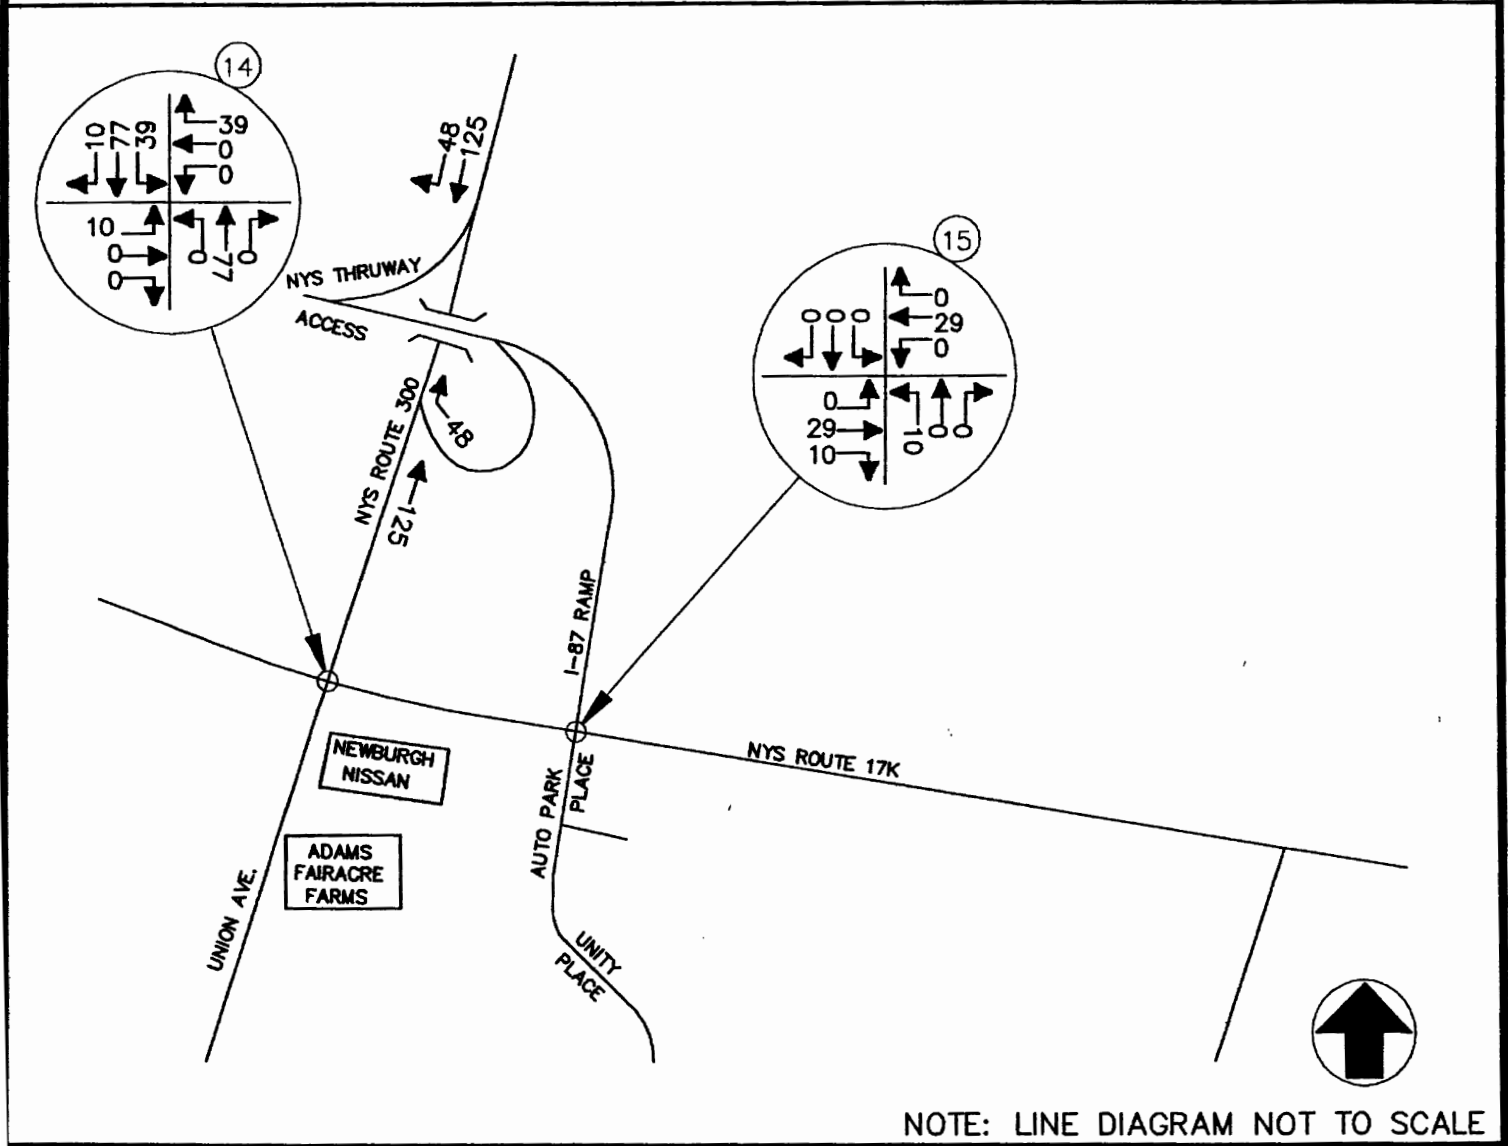 14
10
77
39
39
0
0
10
0
0
0
77
0
48
125
NYS THRUWAY
ACCESS
15
0
0
0
0
29
0
0
29
10
10
0
0
NYS ROUTE 300
48
125
I-87 RAMP
NEWBURGH
NISSAN
NYS ROUTE 17K
AUTO PARK
PLACE
ADAMS
FAIRACRE
FARMS
UNION AVE.
UNITY
PLACE
NOTE: LINE DIAGRAM NOT TO SCALE